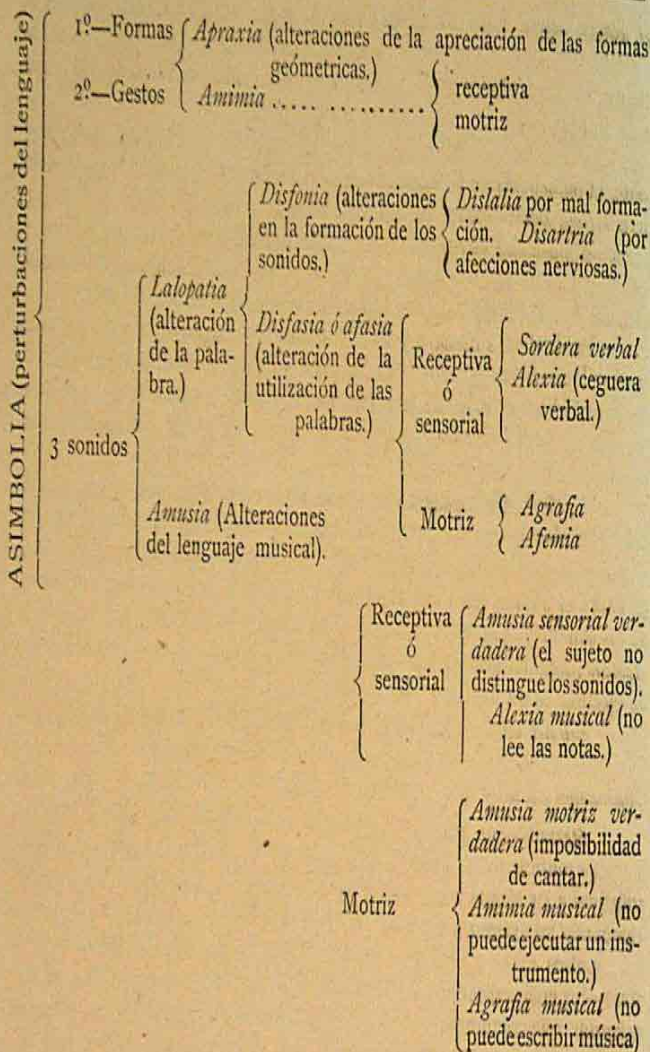 ASIMBOLIA (perturbaciones del lenguaje)
1º.—Formas
Apraxia (alteraciones de la apreciación de las formas
geómetricas.)
2º.—Gestos
Amimia .... ...........
receptiva
motriz
3 sonidos
Lalopatia
(alteración
de la pala-
bra.)
Disfonia (alteraciones
en la formación de los
sonidos.)
Dislalia por mal forma-
ción. Disartria (por
afecciones nerviosas.)
Disfasia ó afasia
(alteración de la
utilización de las
palabras.)
Receptiva
ó
sensorial
Sordera verbal
Alexia (ceguera
verbal.)
Motriz
Agrafia
Afemia
Amusia (Alteraciones
del lenguaje musical).
Receptiva
ó
sensorial
Amusia sensorial ver-
dadera (el sujeto no
distingue los sonidos).
Alexia musical (no
lee las notas.)
Motriz
Amusia motriz ver-
dadera (imposibilidad
de cantar.)
Amimia musical (no
puede ejecutar un ins-
trumento.)
Agrafia musical (no
puede escribir música)